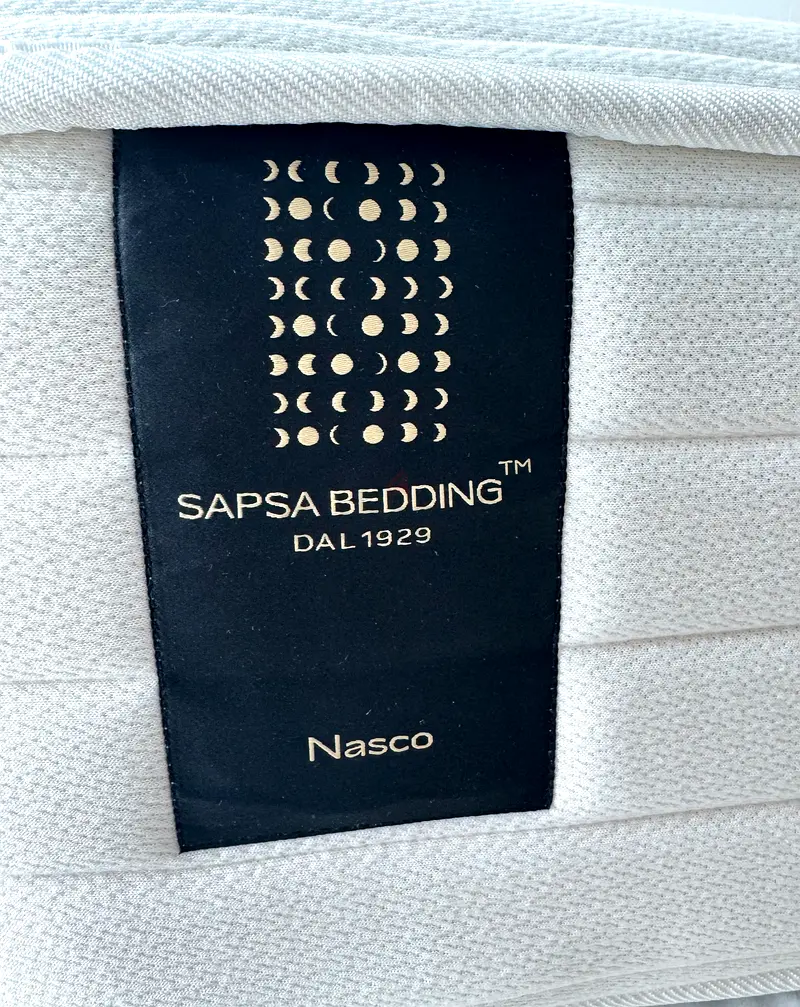 SAPSA BEDDING™
DAL 1929
Nasco